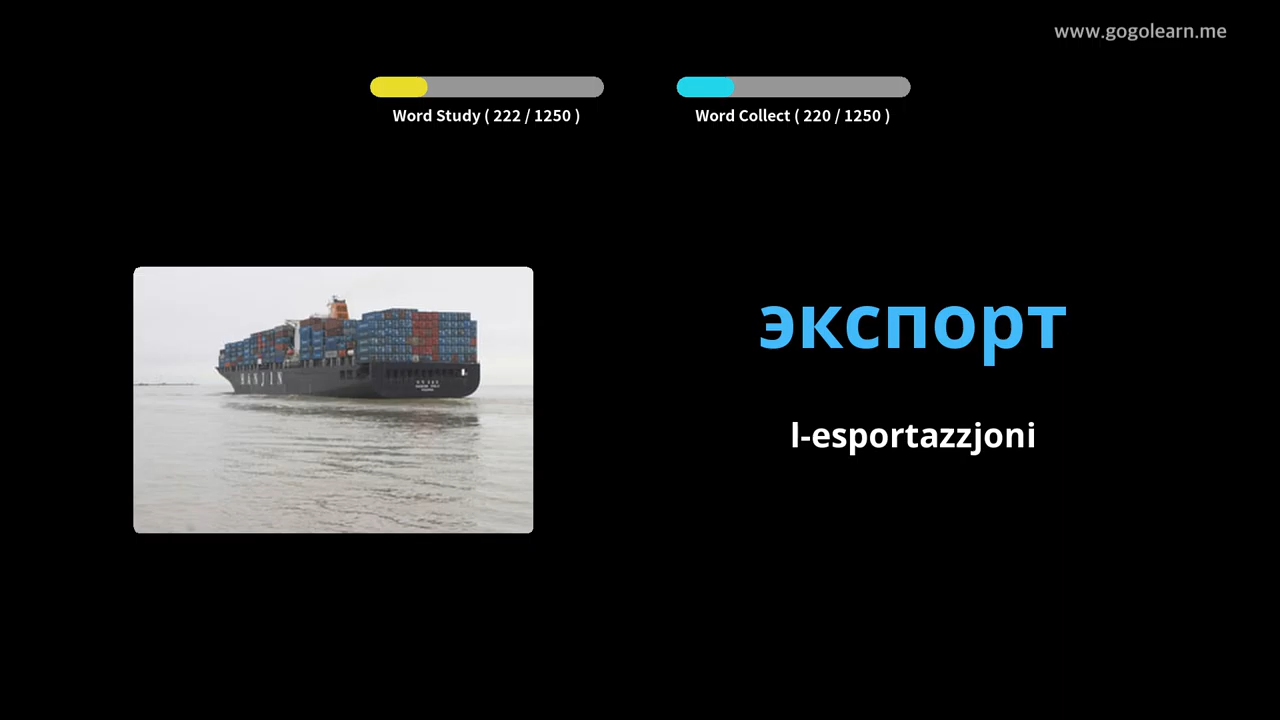 www.gogolearn.me
Word Study ( 222 / 1250 )
Word Collect ( 220 / 1250 )
экспорт
l-esportazzjoni
HANJIN